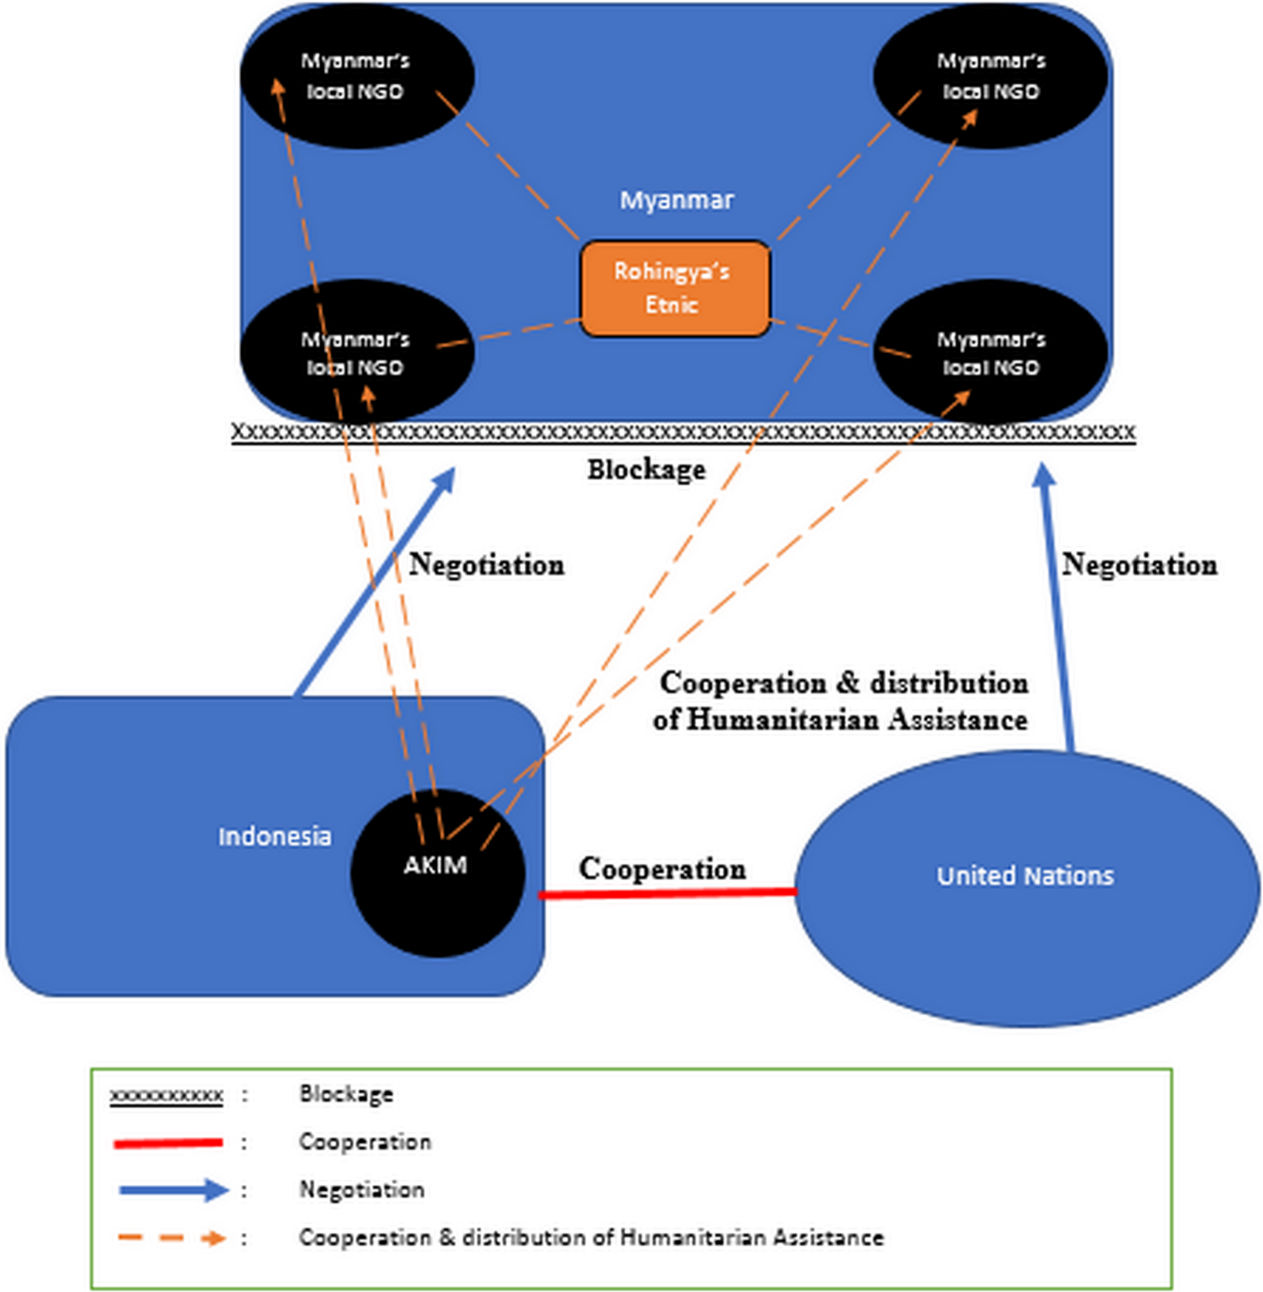 Myanmar's
local NGO
Myanmar's
local NGO
Myanmar
Rohingya's
Etnic
Myanmar's
local NGO
Myanmar's
local NGO
Blockage
Negotiation
Negotiation
Cooperation & distribution
of Humanitarian Assistance
Indonesia
AKIM
Cooperation
United Nations
xxxxxxxxxx : Blockage
: Cooperation
: Negotiation
: Cooperation & distribution of Humanitarian Assistance